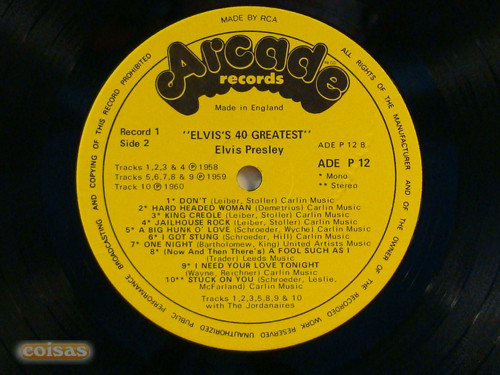 MADE BY RCA
Arcade
records
Made in England
Record 1
Side 2
"ELVIS'S 40 GREATEST"
Elvis Presley
ADE P 12 B
ADE P 12
* Mono
** Stereo
Tracks 1,2,3 & 4 Ⓟ 1958
Tracks 5,6,7,8 & 9 Ⓟ 1959
Track 10 Ⓟ 1960
1* DON'T (Leiber, Stoller) Carlin Music
2* HARD HEADED WOMAN (Demetrius) Carlin Music
3* KING CREOLE (Leiber, Stoller) Carlin Music
4* JAILHOUSE ROCK (Leiber, Stoller) Carlin Music
5* A BIG HUNK O' LOVE (Schroeder, Wyche) Carlin Music
6* I GOT STUNG (Schroeder, Hill) Carlin Music
7* ONE NIGHT (Bartholomew, King) United Artists Music
8* (Now And Then There's) A FOOL SUCH AS I
(Trader) Leeds Music
9* I NEED YOUR LOVE TONIGHT
(Wayne, Reichner) Carlin Music
10** STUCK ON YOU (Schroeder, Leslie,
McFarland) Carlin Music
Tracks 1,2,3,5,8,9 & 10
with The Jordanaires
ALL RIGHTS OF THE MANUFACTURER AND OF THE OWNER OF THE RECORDED WORK RESERVED UNAUTHORIZED PUBLIC PERFORMANCE BROADCASTING AND COPYING OF THIS RECORD PROHIBITED
coisas